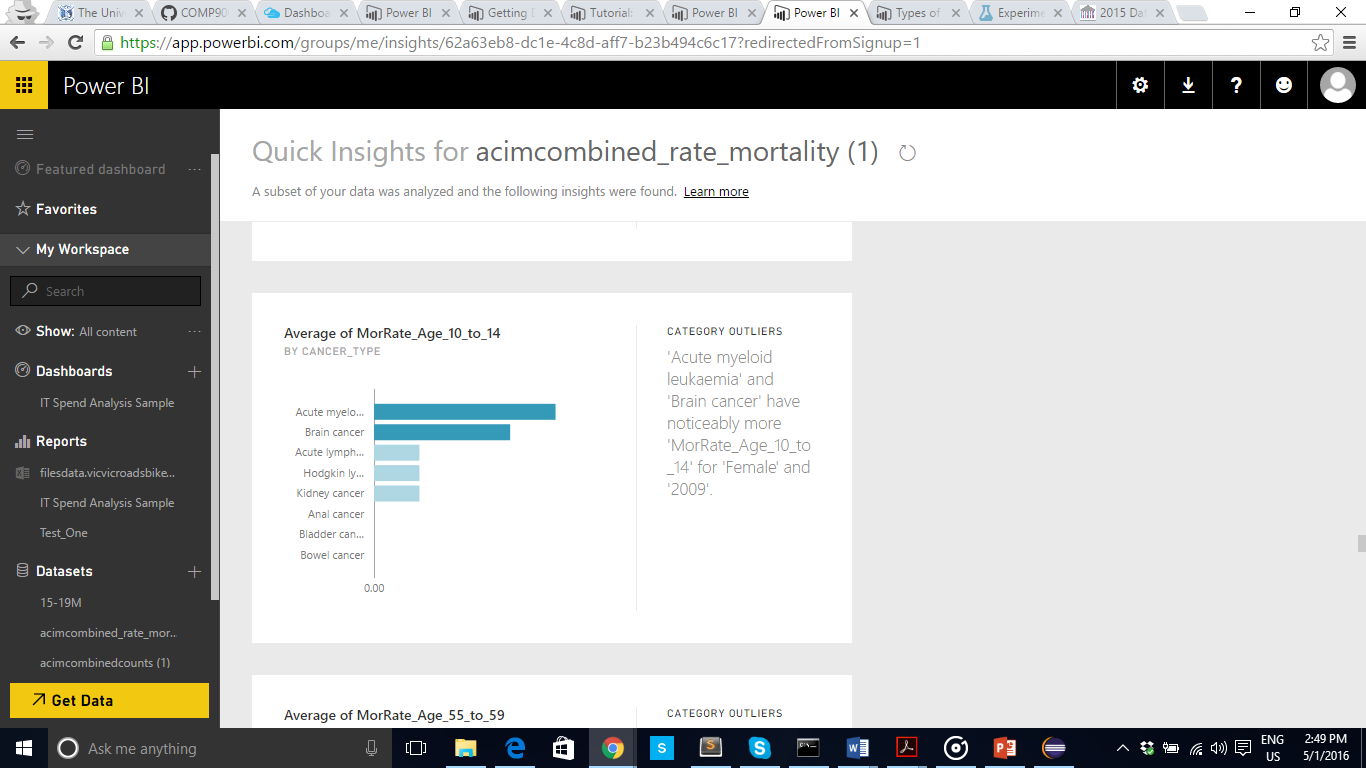 The Unive
COMP90
Dashboa
Power BI
Getting D
Tutorial:
Power BI
Power BI
Types of
Experime
2015 Dat
https://app.powerbi.com/groups/me/insights/62a63eb8-dc1e-4c8d-aff7-b23b494c6c17?redirectedFromSignup=1
Power BI
?
Featured dashboard ...
Favorites
My Workspace
Search
Show: All content ...
Dashboards +
IT Spend Analysis Sample
Reports
filesdata.vicvicroadsbike...
IT Spend Analysis Sample
Test_One
Datasets +
15-19M
acimcombined_rate_mor...
acimcombinedcounts (1)
Get Data
Quick Insights for acimcombined_rate_mortality (1)
A subset of your data was analyzed and the following insights were found. Learn more
Average of MorRate_Age_10_to_14
BY CANCER_TYPE
Acute myelo...
Brain cancer
Acute lymph...
Hodgkin ly...
Kidney cancer
Anal cancer
Bladder can...
Bowel cancer
0.00
CATEGORY OUTLIERS
'Acute myeloid
leukaemia' and
'Brain cancer' have
noticeably more
'MorRate_Age_10_to
_14' for 'Female' and
'2009'.
Average of MorRate_Age_55_to_59
CATEGORY OUTLIERS
Ask me anything
ENG
US
2:49 PM
5/1/2016